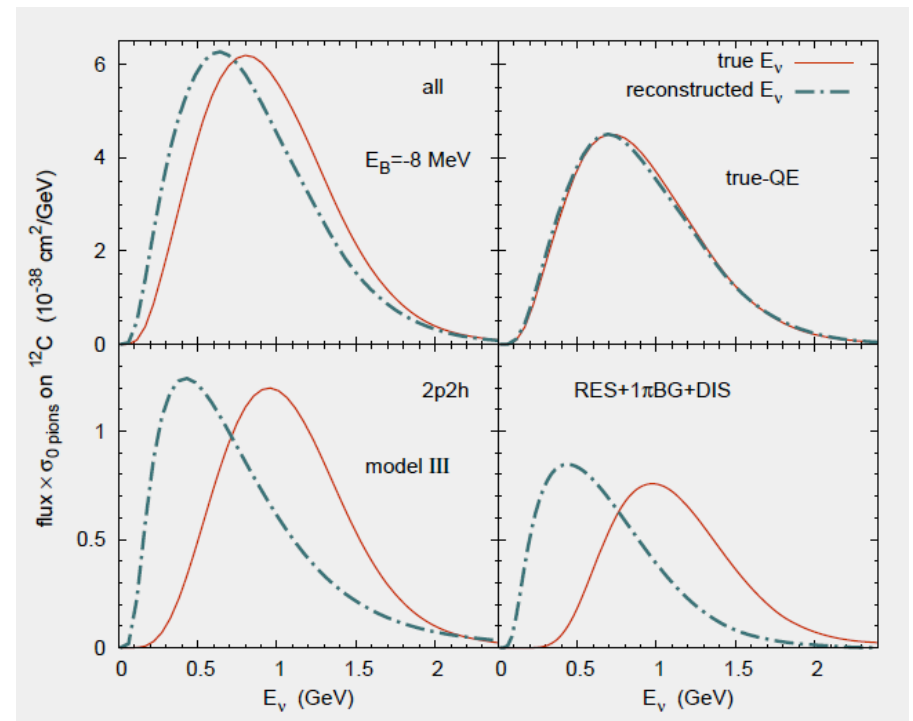 6
4
2
0
all
E_B=-8 MeV
true E_ν
reconstructed E_ν
true-QE
flux × σ_0 pions on ¹²C (10⁻³⁸ cm²/GeV)
1
0.5
0
2p2h
model III
RES+1πBG+DIS
0 0.5 1 1.5 2
0 0.5 1 1.5 2
E_ν (GeV)
E_ν (GeV)